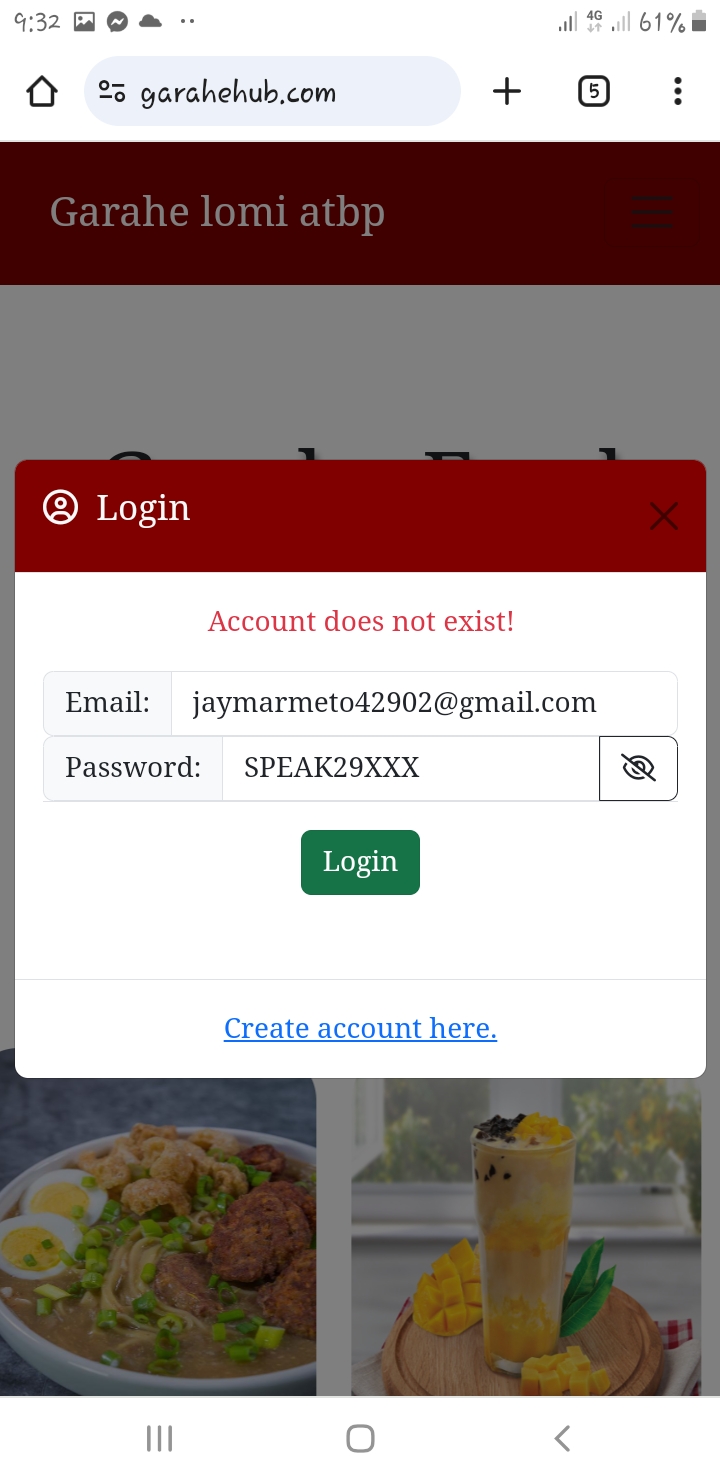 9:32
4G
61%
garahehub.com
5
Garahe lomi atbp
Login
Account does not exist!
Email: jaymarmeto42902@gmail.com
Password: SPEAK29XXX
Login
Create account here.